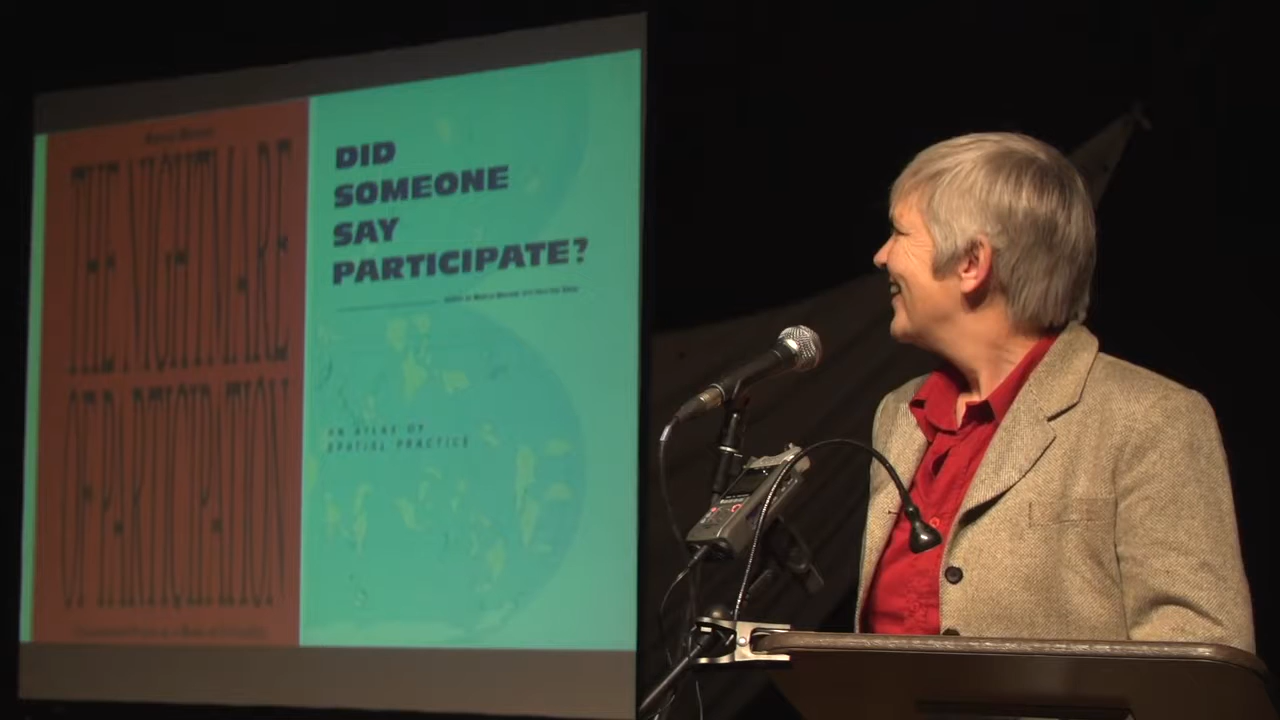 THE NIGHTMARE
OF PARTICIPATION
DID
SOMEONE
SAY
PARTICIPATE?
AN ATLAS OF
SPATIAL PRACTICE